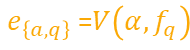 e_{\{a,q\}} =V(α, f_q)